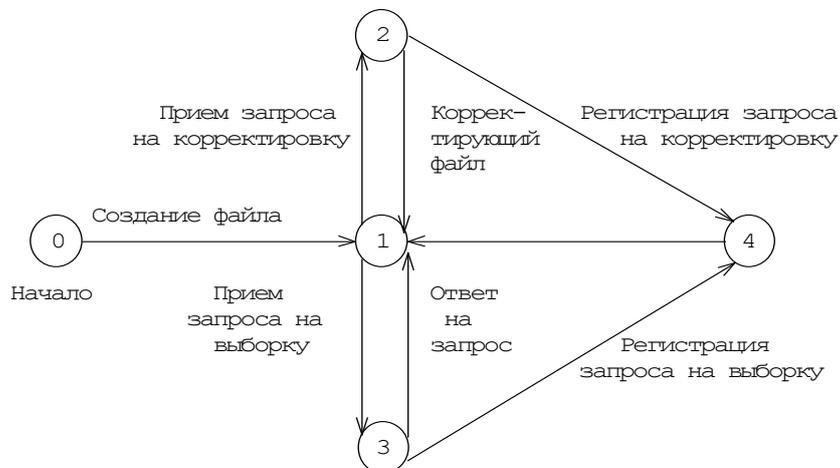 2
Прием запроса
на корректировку
Коррек-
тирующий
файл
Регистрация запроса
на корректировку
Создание файла
0
1
4
Начало
Прием
запроса на
выборку
Ответ
на
запрос
Регистрация
запроса на выборку
3